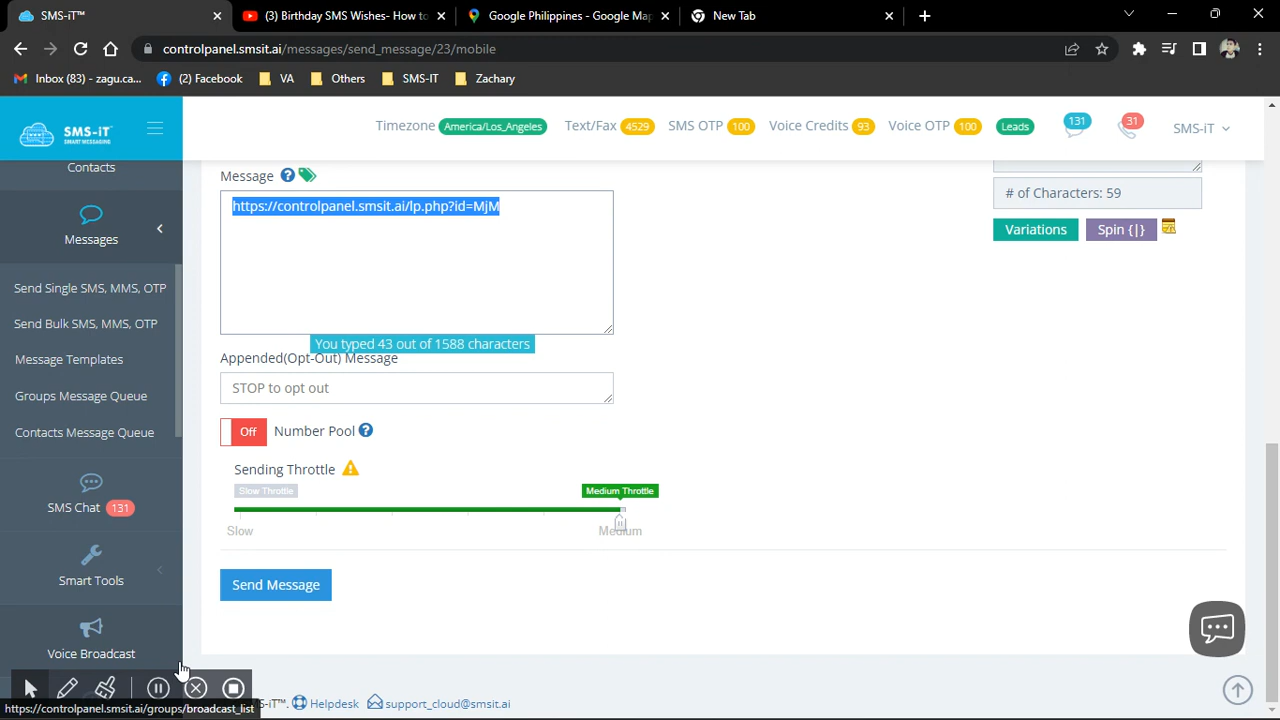 SMS-iT™
(3) Birthday SMS Wishes- How to
Google Philippines - Google Map
New Tab
controlpanel.smsit.ai/messages/send_message/23/mobile
Inbox (83) - zagu.ca...
(2) Facebook
VA
Others
SMS-IT
Zachary
SMS-iT
SMART MESSAGING
Timezone America/Los_Angeles
Text/Fax 4529
SMS OTP 100
Voice Credits 93
Voice OTP 100
Leads
131
31
SMS-iT
Contacts
Messages
Send Single SMS, MMS, OTP
Send Bulk SMS, MMS, OTP
Message Templates
Groups Message Queue
Contacts Message Queue
SMS Chat 131
Smart Tools
Voice Broadcast
Message
https://controlpanel.smsit.ai/lp.php?id=MjM
You typed 43 out of 1588 characters
Appended(Opt-Out) Message
STOP to opt out
Off Number Pool
Sending Throttle
Slow Throttle
Medium Throttle
Slow
Medium
Send Message
# of Characters: 59
Variations
Spin {|}
S-iT™.
Helpdesk
support_cloud@smsit.ai
https://controlpanel.smsit.ai/groups/broadcast_list